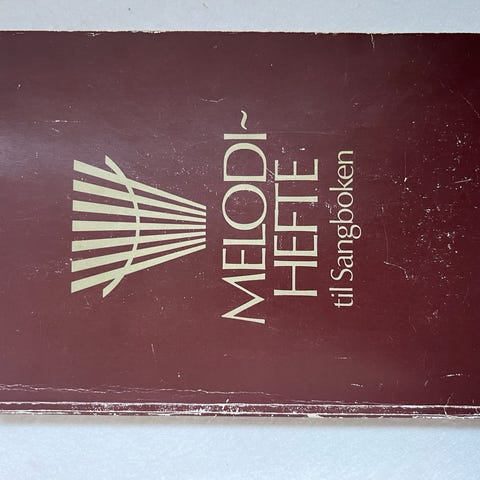 MELODI~
HEFTE
til Sangboken